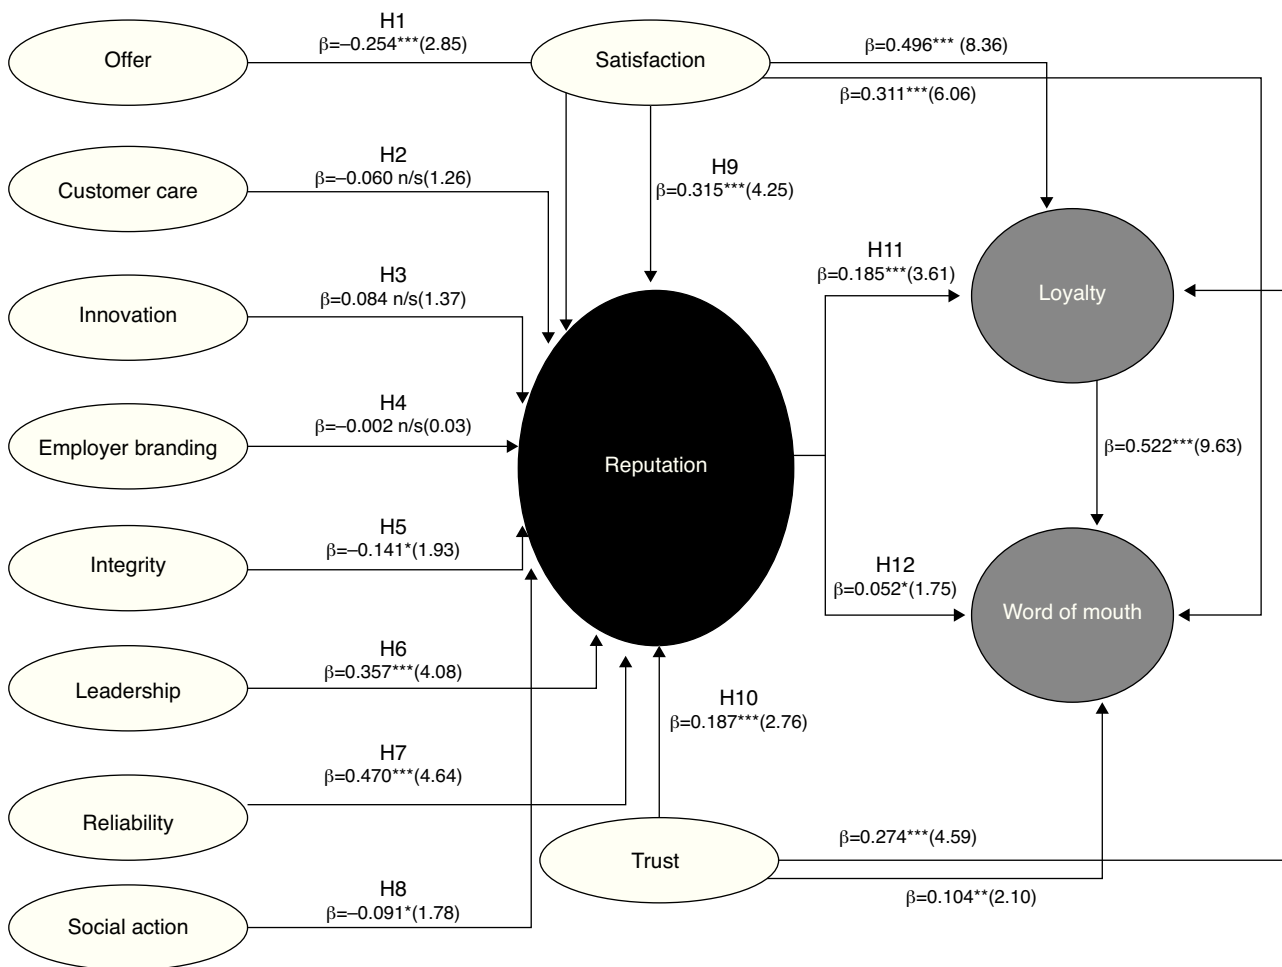 H1
β=–0.254***(2.85)
Offer
Satisfaction
β=0.496*** (8.36)
β=0.311***(6.06)
H2
β=–0.060 n/s(1.26)
Customer care
H9
β=0.315***(4.25)
H3
β=0.084 n/s(1.37)
Innovation
H11
β=0.185***(3.61)
Loyalty
H4
β=–0.002 n/s(0.03)
Employer branding
Reputation
β=0.522***(9.63)
H5
β=–0.141*(1.93)
Integrity
H12
β=0.052*(1.75)
Word of mouth
H6
β=0.357***(4.08)
Leadership
H10
β=0.187***(2.76)
H7
β=0.470***(4.64)
Reliability
Trust
β=0.274***(4.59)
β=0.104**(2.10)
H8
β=–0.091*(1.78)
Social action